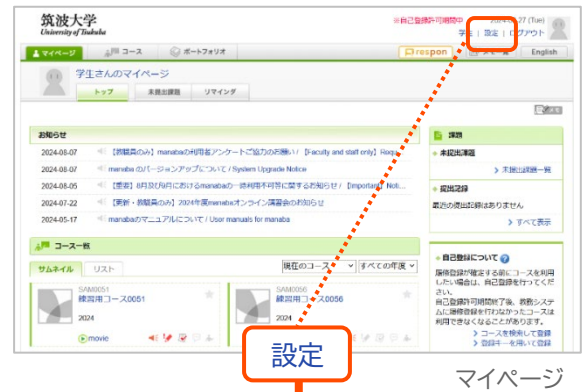 筑波大学
University of Tsukuba
※自己登録許可期間中
27 (Tue)
学生 | 設定 | ログアウト
マイページ
コース
ポートフォリオ
respon
English
学生さんのマイページ
トップ
未提出課題
リマインダ
メモ
お知らせ
2024-08-07 【教職員のみ】manabaの利用者アンケートご協力のお願い / 【Faculty and staff only】Requ...
2024-08-07 manaba のバージョンアップについて / System Upgrade Notice
2024-08-05 【重要】8月及び9月におけるmanabaの一時利用不可等に関するお知らせ / 【Important】Noti...
2024-07-22 【更新・教職員のみ】2024年度manabaオンライン講習会のお知らせ
2024-05-17 manabaのマニュアルについて / User manuals for manaba
課題
未提出課題
未提出課題一覧
提出記録
最近の提出記録はありません
すべて表示
コース一覧
サムネイル
リスト
現在のコース
すべての年度
SAM0051
練習用コース0051
2024
movie
SAM0056
練習用コース0056
2024
自己登録について
履修登録が確定する前にコースを利用
したい場合は、自己登録を行ってくだ
さい。
自己登録許可期間終了後、教務システ
ムに履修登録を行わなかったコースは
利用できなくなることがあります。
コースを検索して登録
登録キーを用いて登録
設定
マイページ